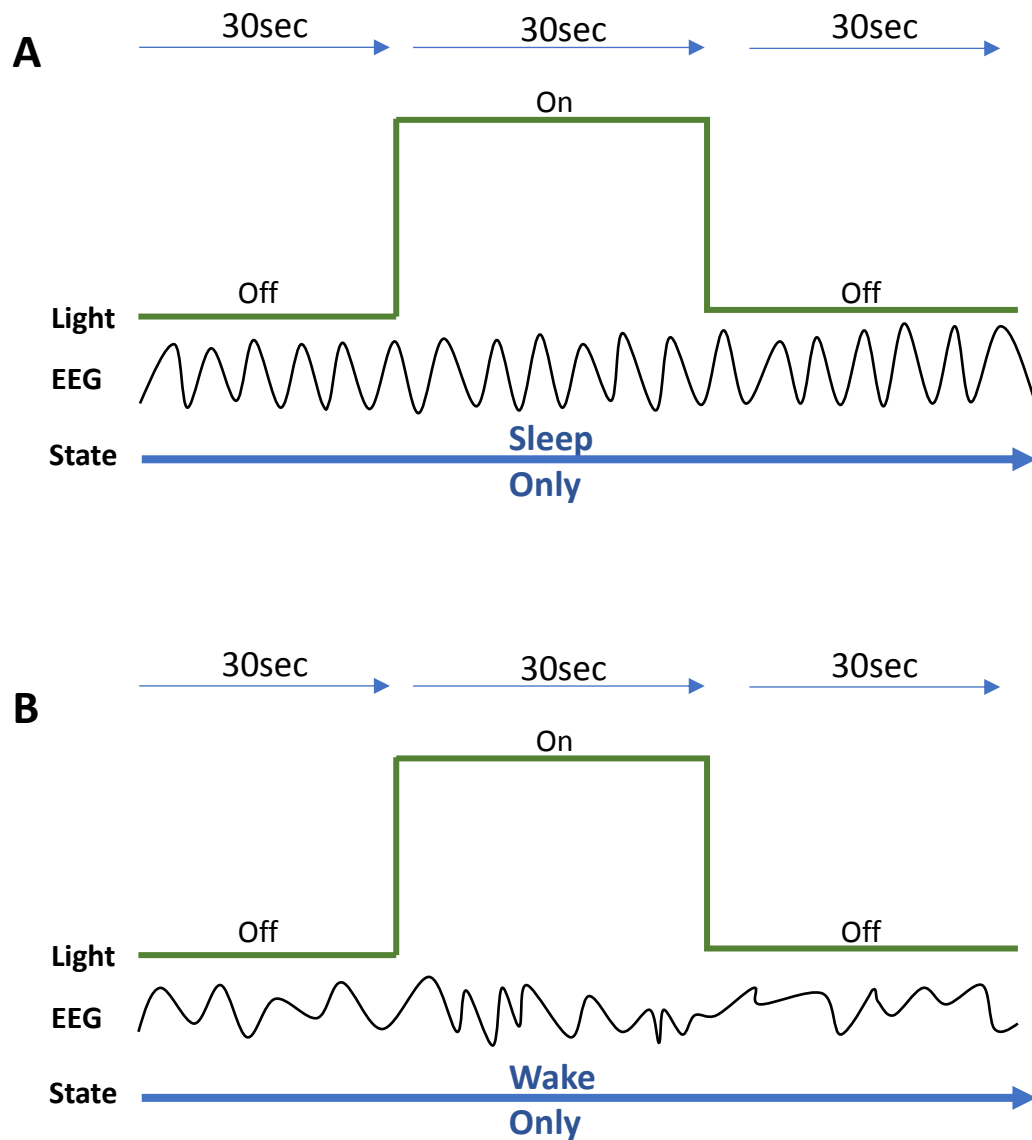 A
30sec 30sec 30sec
On
Off Off
Light
EEG
State
Sleep
Only
B
30sec 30sec 30sec
On
Off Off
Light
EEG
State
Wake
Only